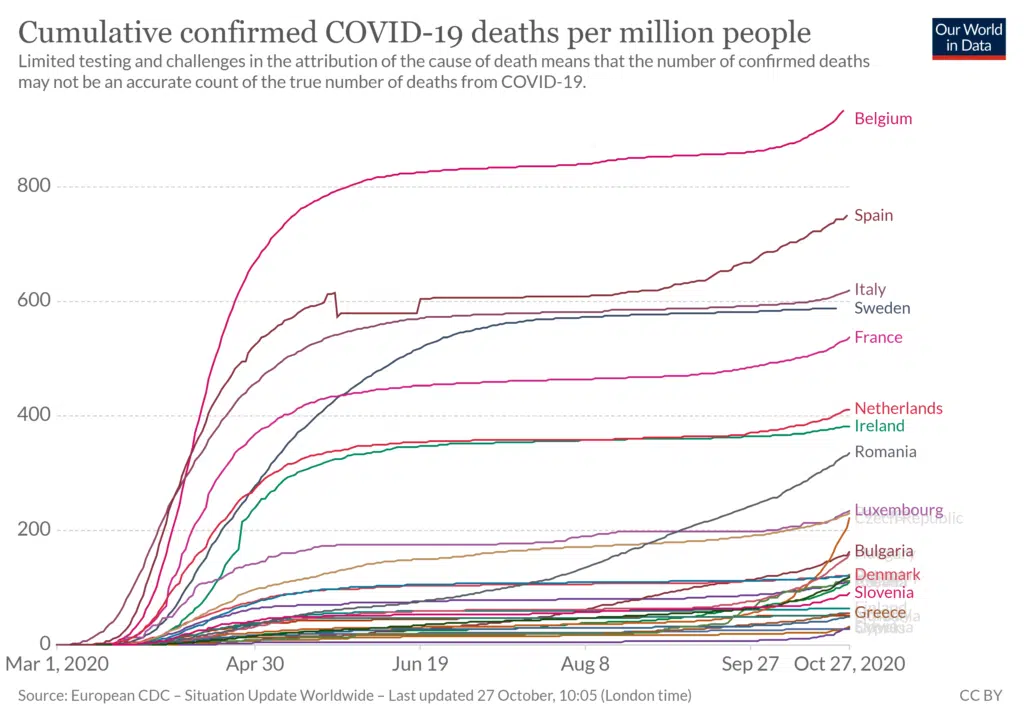 Cumulative confirmed COVID-19 deaths per million people
Our World
in Data
Limited testing and challenges in the attribution of the cause of death means that the number of confirmed deaths
may not be an accurate count of the true number of deaths from COVID-19.
Belgium
800
Spain
600
Italy
Sweden
France
400
Netherlands
Ireland
Romania
200
Luxembourg
Czech Republic
Bulgaria
Denmark
Slovenia
Greece
0
Mar 1, 2020
Apr 30
Jun 19
Aug 8
Sep 27
Oct 27, 2020
Source: European CDC – Situation Update Worldwide – Last updated 27 October, 10:05 (London time)
CC BY